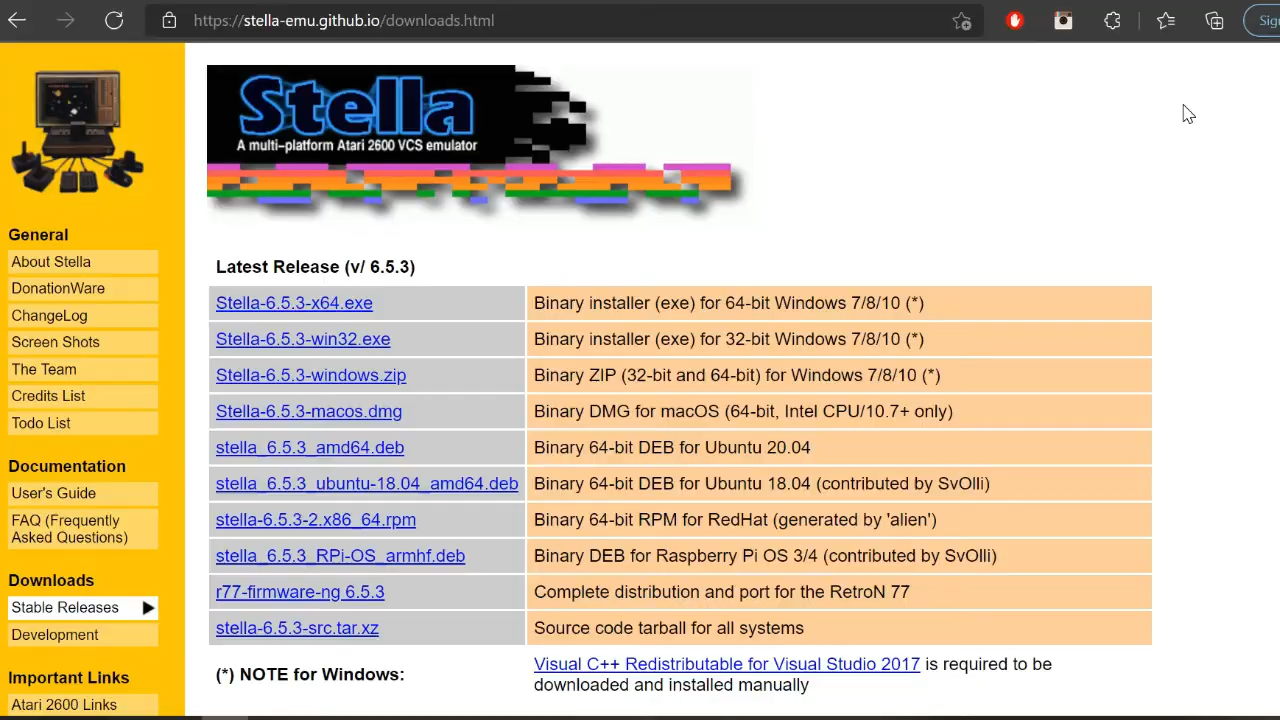 https://stella-emu.github.io/downloads.html
Sign
Stella
A multi-platform Atari 2600 VCS emulator
General
About Stella
DonationWare
ChangeLog
Screen Shots
The Team
Credits List
Todo List
Documentation
User's Guide
FAQ (Frequently
Asked Questions)
Downloads
Stable Releases
Development
Important Links
Atari 2600 Links
Latest Release (v/ 6.5.3)
Stella-6.5.3-x64.exe Binary installer (exe) for 64-bit Windows 7/8/10 (*)
Stella-6.5.3-win32.exe Binary installer (exe) for 32-bit Windows 7/8/10 (*)
Stella-6.5.3-windows.zip Binary ZIP (32-bit and 64-bit) for Windows 7/8/10 (*)
Stella-6.5.3-macos.dmg Binary DMG for macOS (64-bit, Intel CPU/10.7+ only)
stella_6.5.3_amd64.deb Binary 64-bit DEB for Ubuntu 20.04
stella_6.5.3_ubuntu-18.04_amd64.deb Binary 64-bit DEB for Ubuntu 18.04 (contributed by SvOlli)
stella-6.5.3-2.x86_64.rpm Binary 64-bit RPM for RedHat (generated by 'alien')
stella_6.5.3_RPi-OS_armhf.deb Binary DEB for Raspberry Pi OS 3/4 (contributed by SvOlli)
r77-firmware-ng 6.5.3 Complete distribution and port for the RetroN 77
stella-6.5.3-src.tar.xz Source code tarball for all systems
(*) NOTE for Windows: Visual C++ Redistributable for Visual Studio 2017 is required to be
downloaded and installed manually